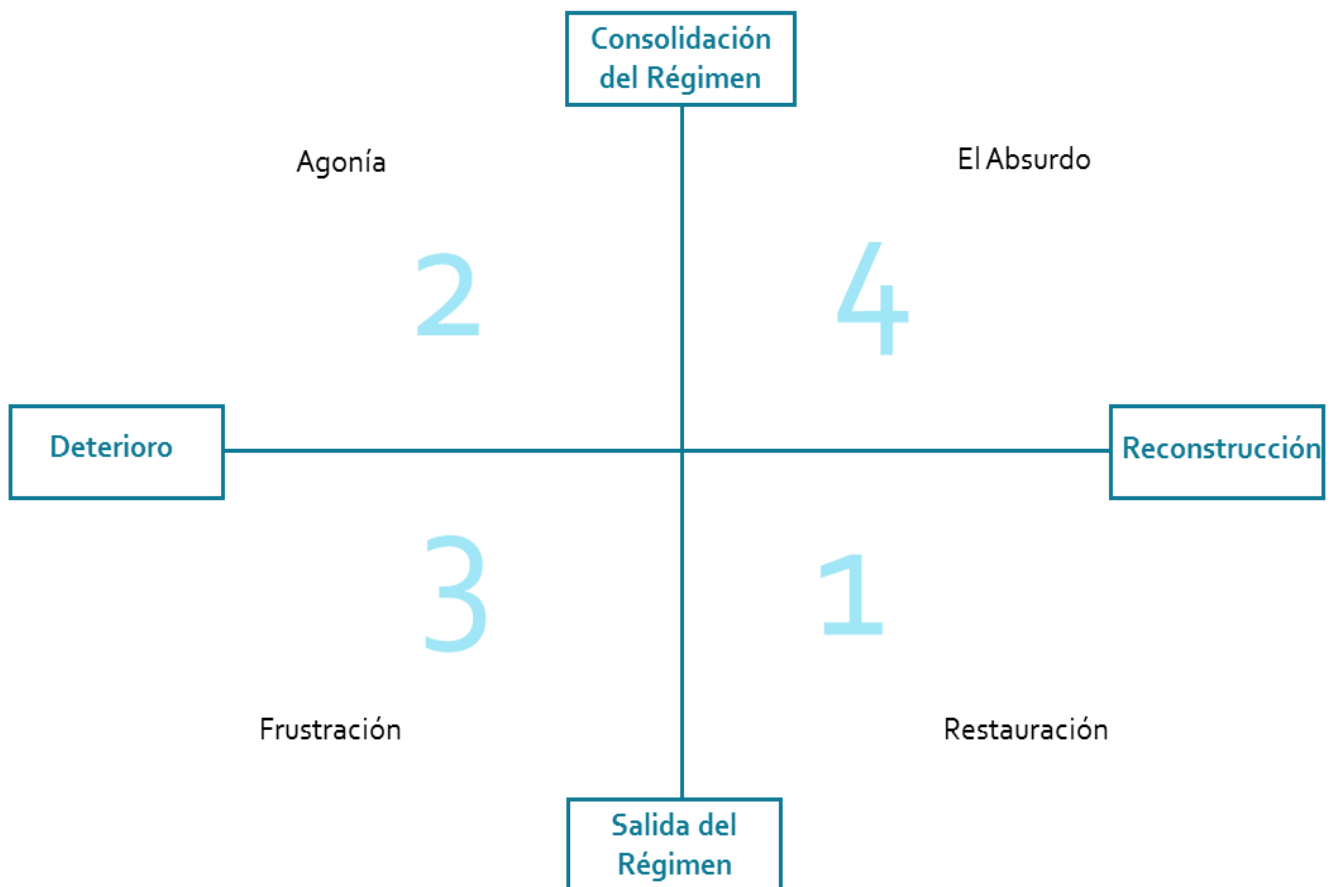 Consolidación
del Régimen
Agonía
El Absurdo
2
4
Deterioro
Reconstrucción
3
1
Frustración
Restauración
Salida del
Régimen